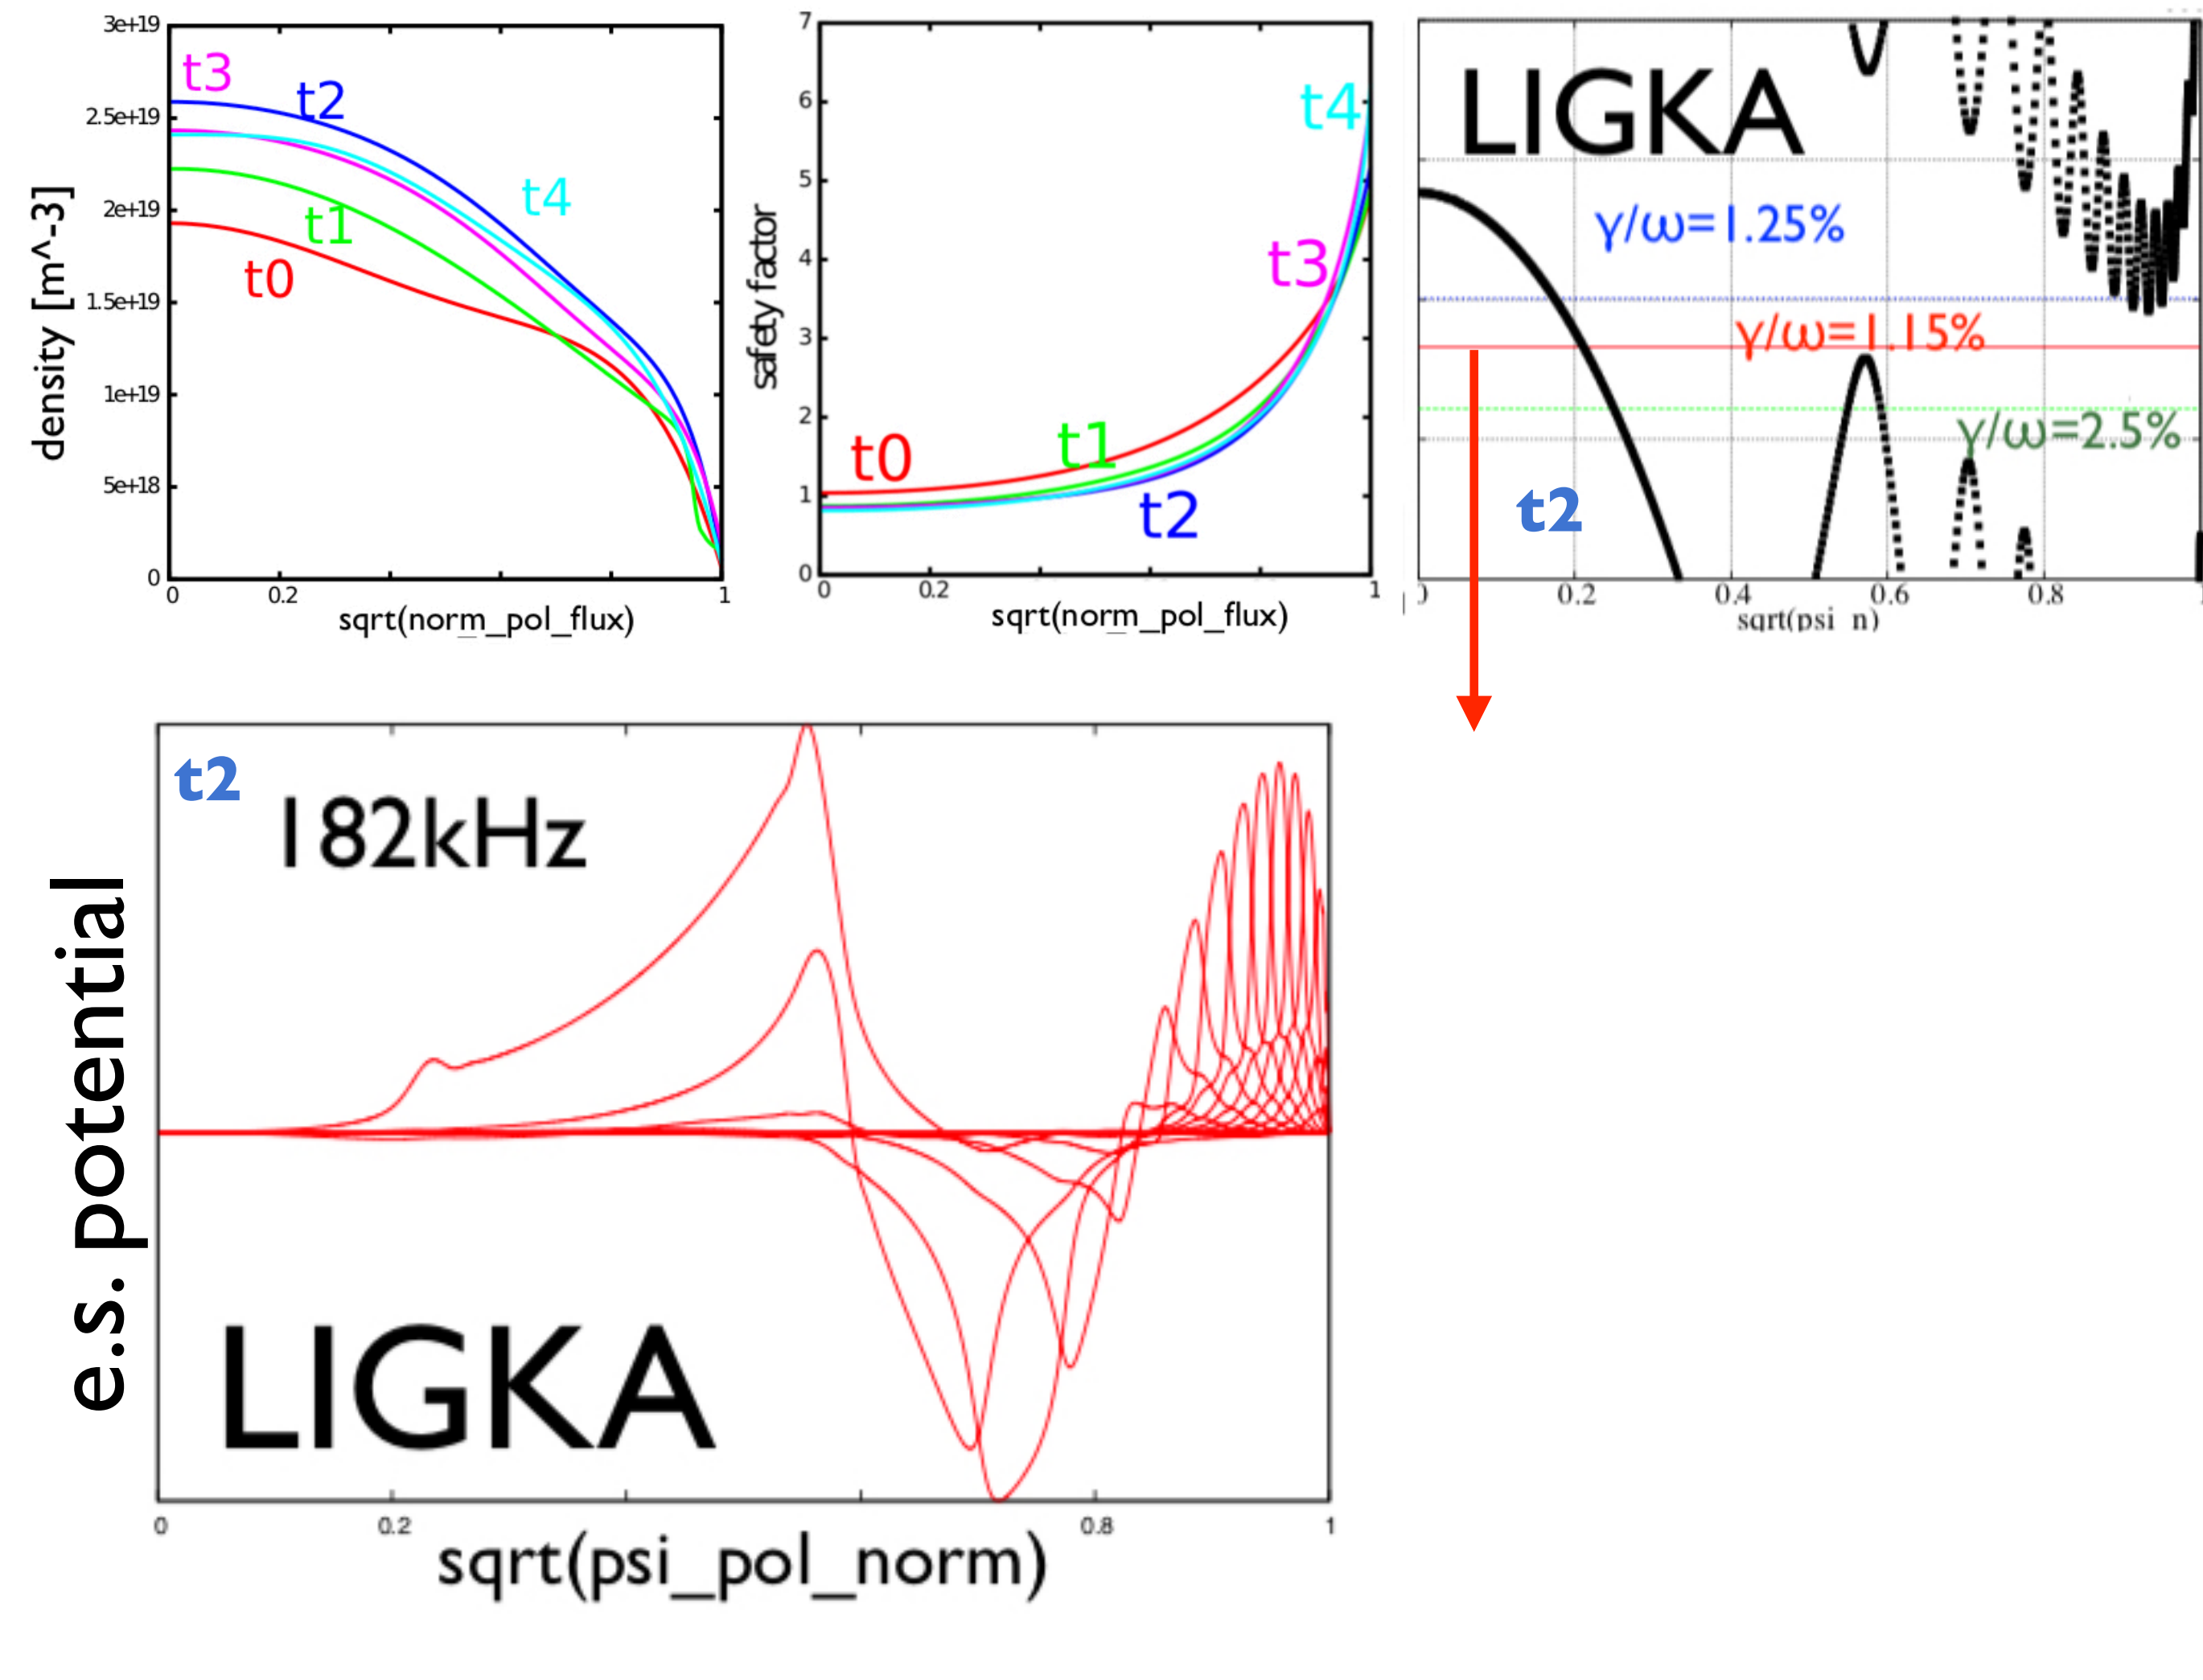 3e+19
2.5e+19
2e+19
1.5e+19
1e+19
5e+18
0
density [m^-3]
t3
t2
t4
t1
t0
0
0.2
1
sqrt(norm_pol_flux)
7
6
5
4
3
2
1
0
safety factor
t4
t3
t0
t1
t2
0
0.2
1
sqrt(norm_pol_flux)
LIGKA
γ/ω=1.25%
γ/ω=1.15%
γ/ω=2.5%
t2
0
0.2
0.4
0.6
0.8
sqrt(psi_n)
t2
182kHz
e.s. potential
LIGKA
0
0.2
0.8
1
sqrt(psi_pol_norm)